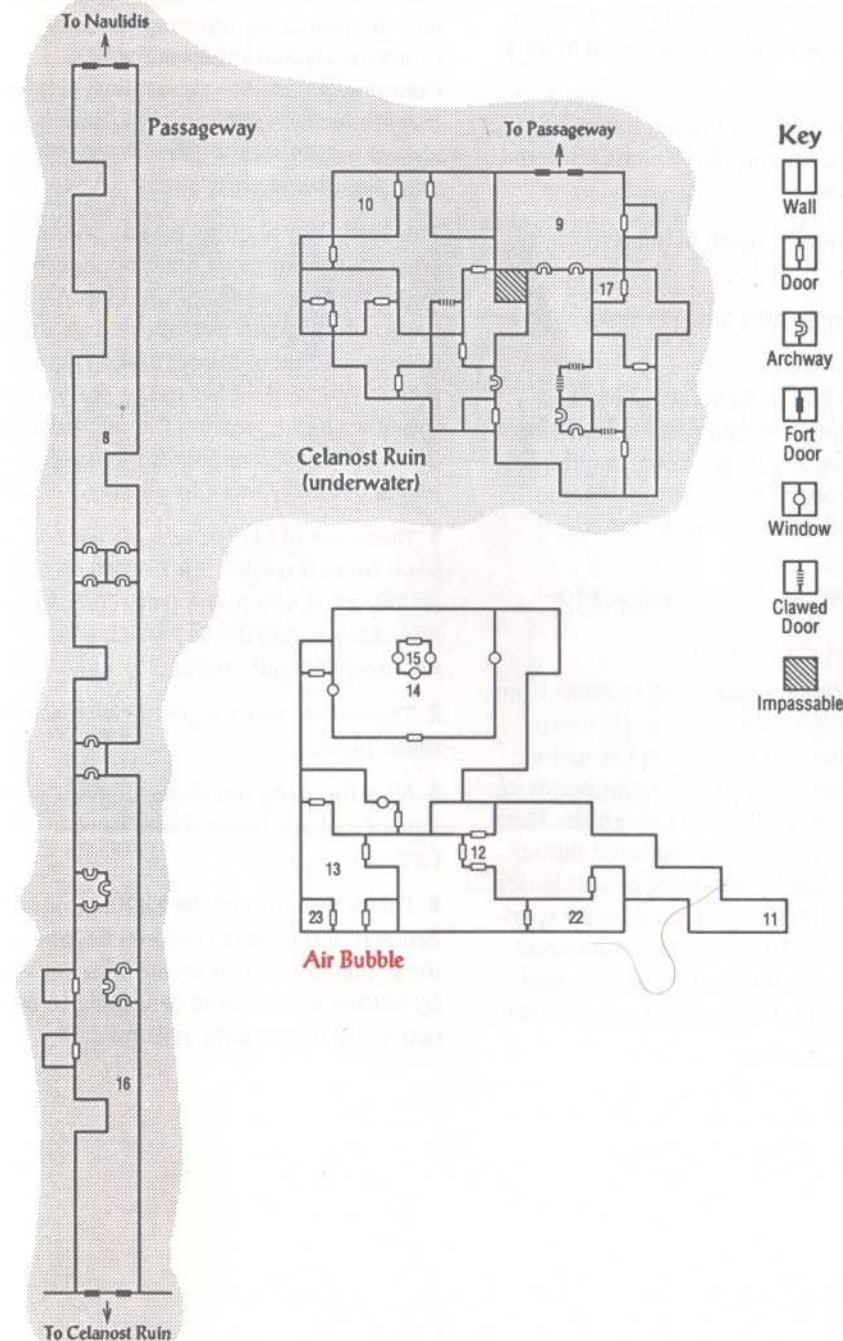 To Naulidis
Passageway
8
16
To Celanost Ruin
To Passageway
10
9
17
Celanost Ruin
(underwater)
15
14
13
12
23
22
11
Air Bubble
Key
Wall
Door
Archway
Fort
Door
Window
Clawed
Door
Impassable